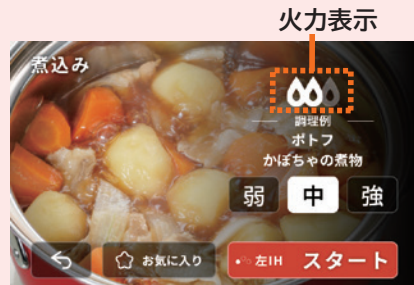 火力表示
煮込み
調理例
ポトフ
かぼちゃの煮物
弱 中 強
お気に入り 左IH スタート